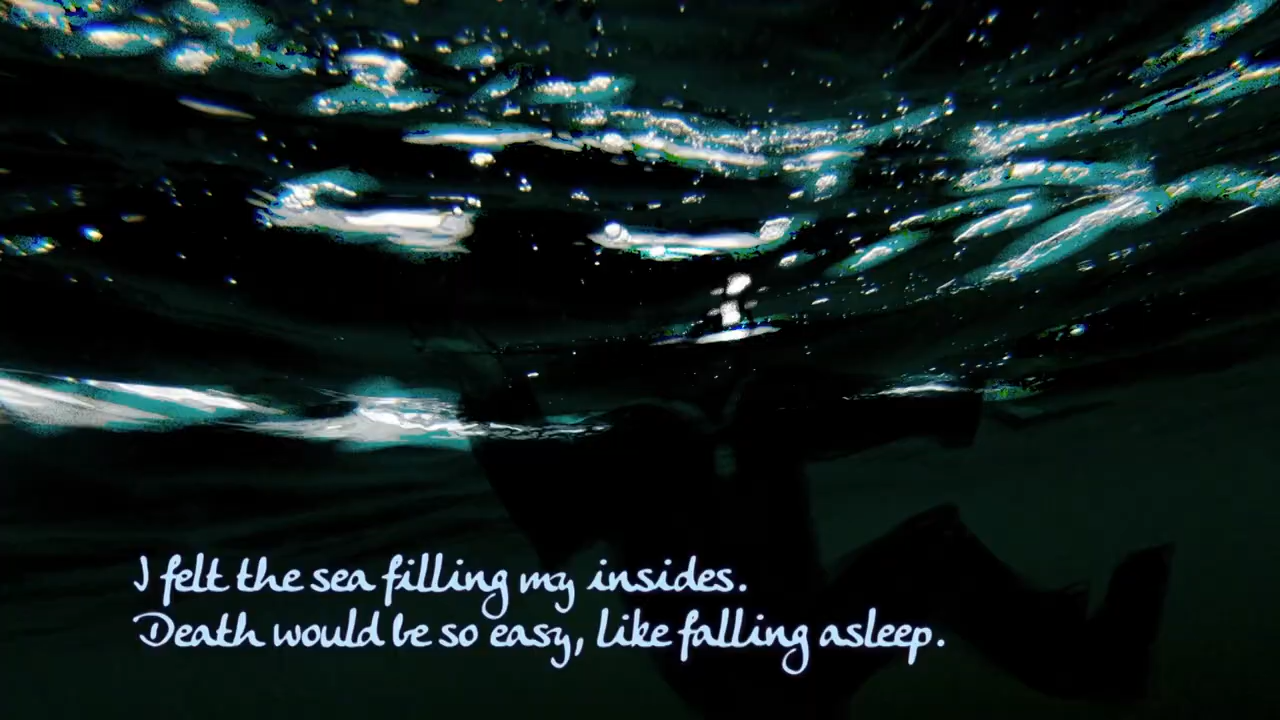 I felt the sea filling my insides.
Death would be so easy, like falling asleep.